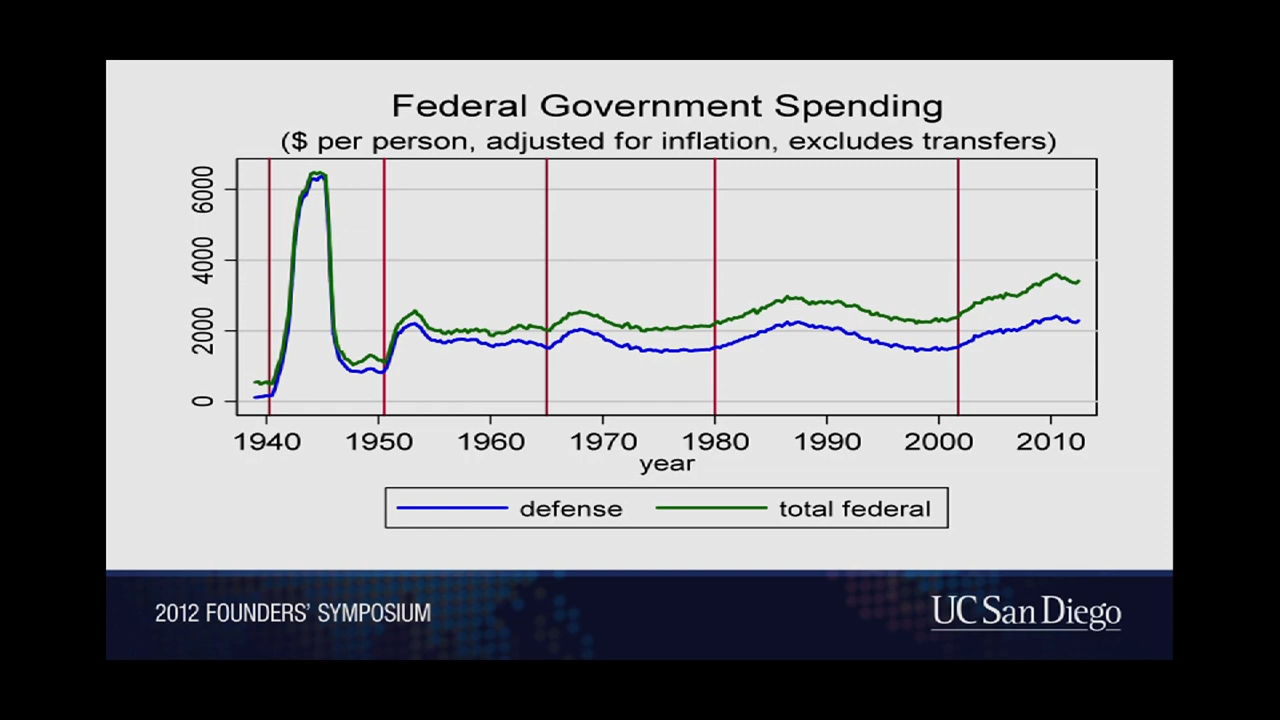 Federal Government Spending
($ per person, adjusted for inflation, excludes transfers)
6000
4000
2000
0
1940 1950 1960 1970 1980 1990 2000 2010
year
defense total federal
2012 FOUNDERS' SYMPOSIUM UC San Diego